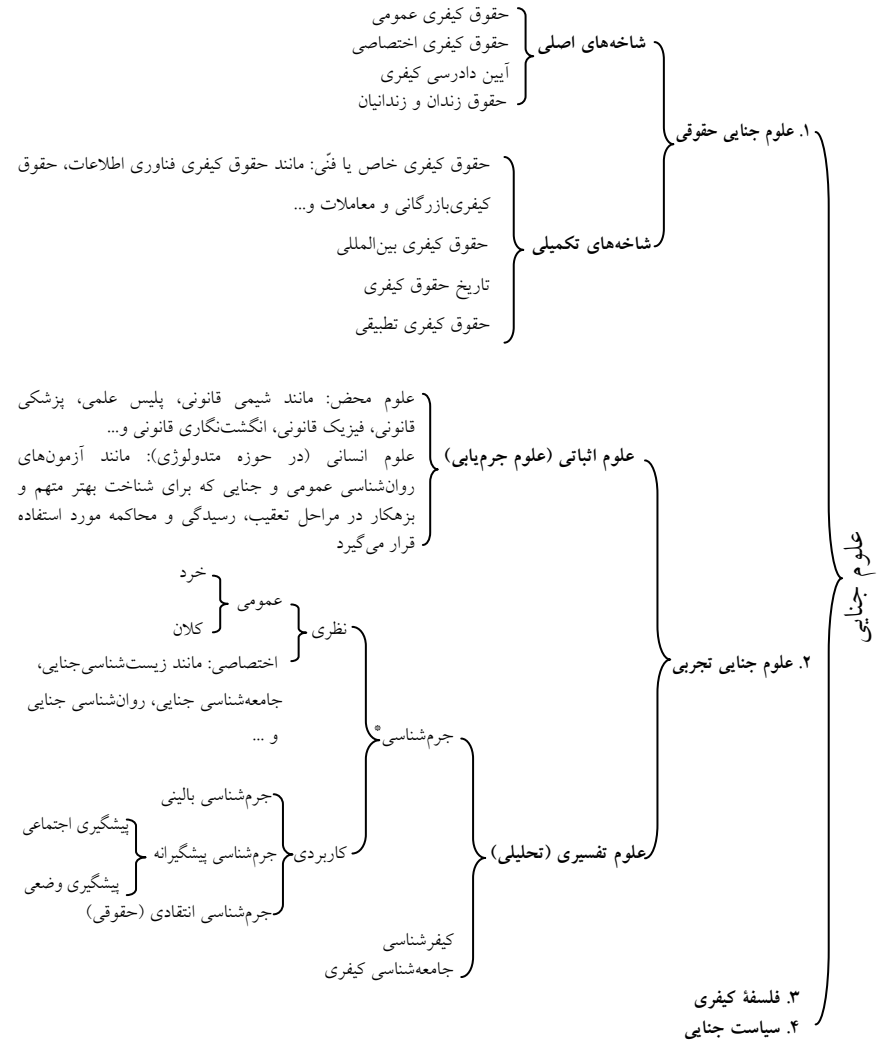 علوم جنایی
۱. علوم جنایی حقوقی
شاخه‌های اصلی
حقوق کیفری عمومی
حقوق کیفری اختصاصی
آیین دادرسی کیفری
حقوق زندان و زندانیان
شاخه‌های تکمیلی
حقوق کیفری خاص یا فنّی: مانند حقوق کیفری فناوری اطلاعات، حقوق
کیفری‌بازرگانی و معاملات و...
حقوق کیفری بین‌المللی
تاریخ حقوق کیفری
حقوق کیفری تطبیقی
۲. علوم جنایی تجربی
علوم اثباتی (علوم جرم‌یابی)
علوم محض: مانند شیمی قانونی، پلیس علمی، پزشکی
قانونی، فیزیک قانونی، انگشت‌نگاری قانونی و...
علوم انسانی (در حوزه متدولوژی): مانند آزمون‌های
روان‌شناسی عمومی و جنایی که برای شناخت بهتر متهم و
بزهکار در مراحل تعقیب، رسیدگی و محاکمه مورد استفاده
قرار می‌گیرد
علوم تفسیری (تحلیلی)
جرم‌شناسی*
نظری
عمومی
خرد
کلان
اختصاصی: مانند زیست‌شناسی‌جنایی،
جامعه‌شناسی جنایی، روان‌شناسی جنایی
و ...
کاربردی
جرم‌شناسی بالینی
جرم‌شناسی پیشگیرانه
پیشگیری اجتماعی
پیشگیری وضعی
جرم‌شناسی انتقادی (حقوقی)
کیفرشناسی
جامعه‌شناسی کیفری
۳. فلسفۀ کیفری
۴. سیاست جنایی